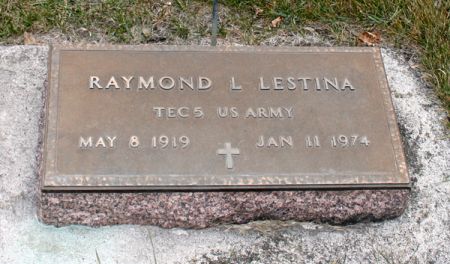 RAYMOND L LESTINA
TEC5 US ARMY
MAY 8 1919 JAN 11 1974